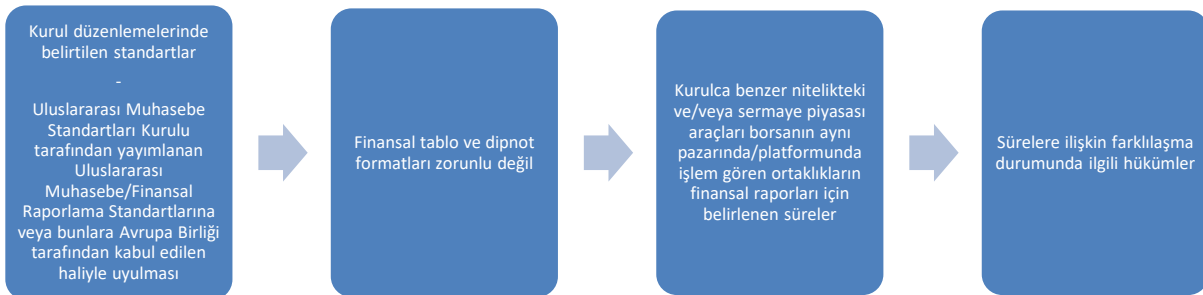 Kurul düzenlemelerinde
belirtilen standartlar
-
Uluslararası Muhasebe
Standartları Kurulu
tarafından yayımlanan
Uluslararası
Muhasebe/Finansal
Raporlama Standartlarına
veya bunlara Avrupa Birliği
tarafından kabul edilen
haliyle uyulması
Finansal tablo ve dipnot
formatları zorunlu değil
Kurulca benzer nitelikteki
ve/veya sermaye piyasası
araçları borsanın aynı
pazarında/platformunda
işlem gören ortaklıkların
finansal raporları için
belirlenen süreler
Sürelere ilişkin farklılaşma
durumunda ilgili hükümler